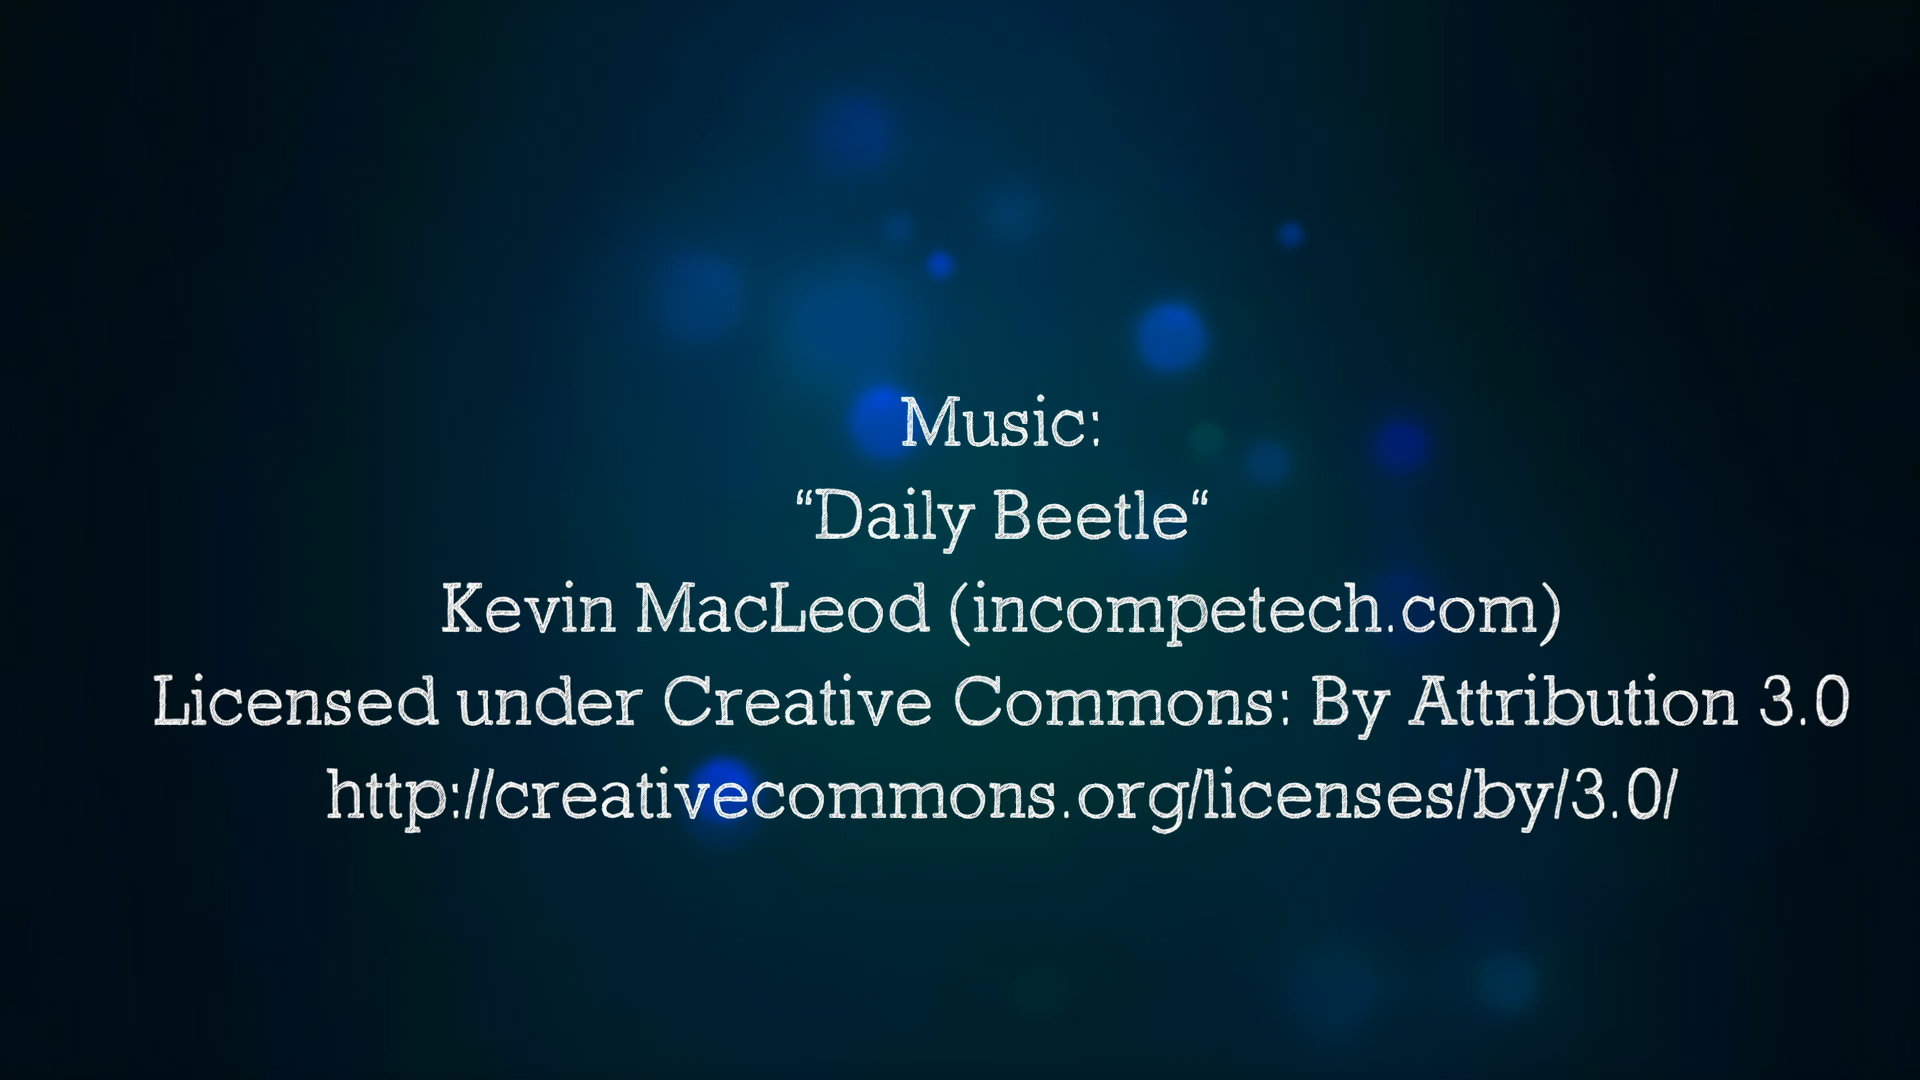 Music:
“Daily Beetle“
Kevin MacLeod (incompetech.com)
Licensed under Creative Commons: By Attribution 3.0
http://creativecommons.org/licenses/by/3.0/